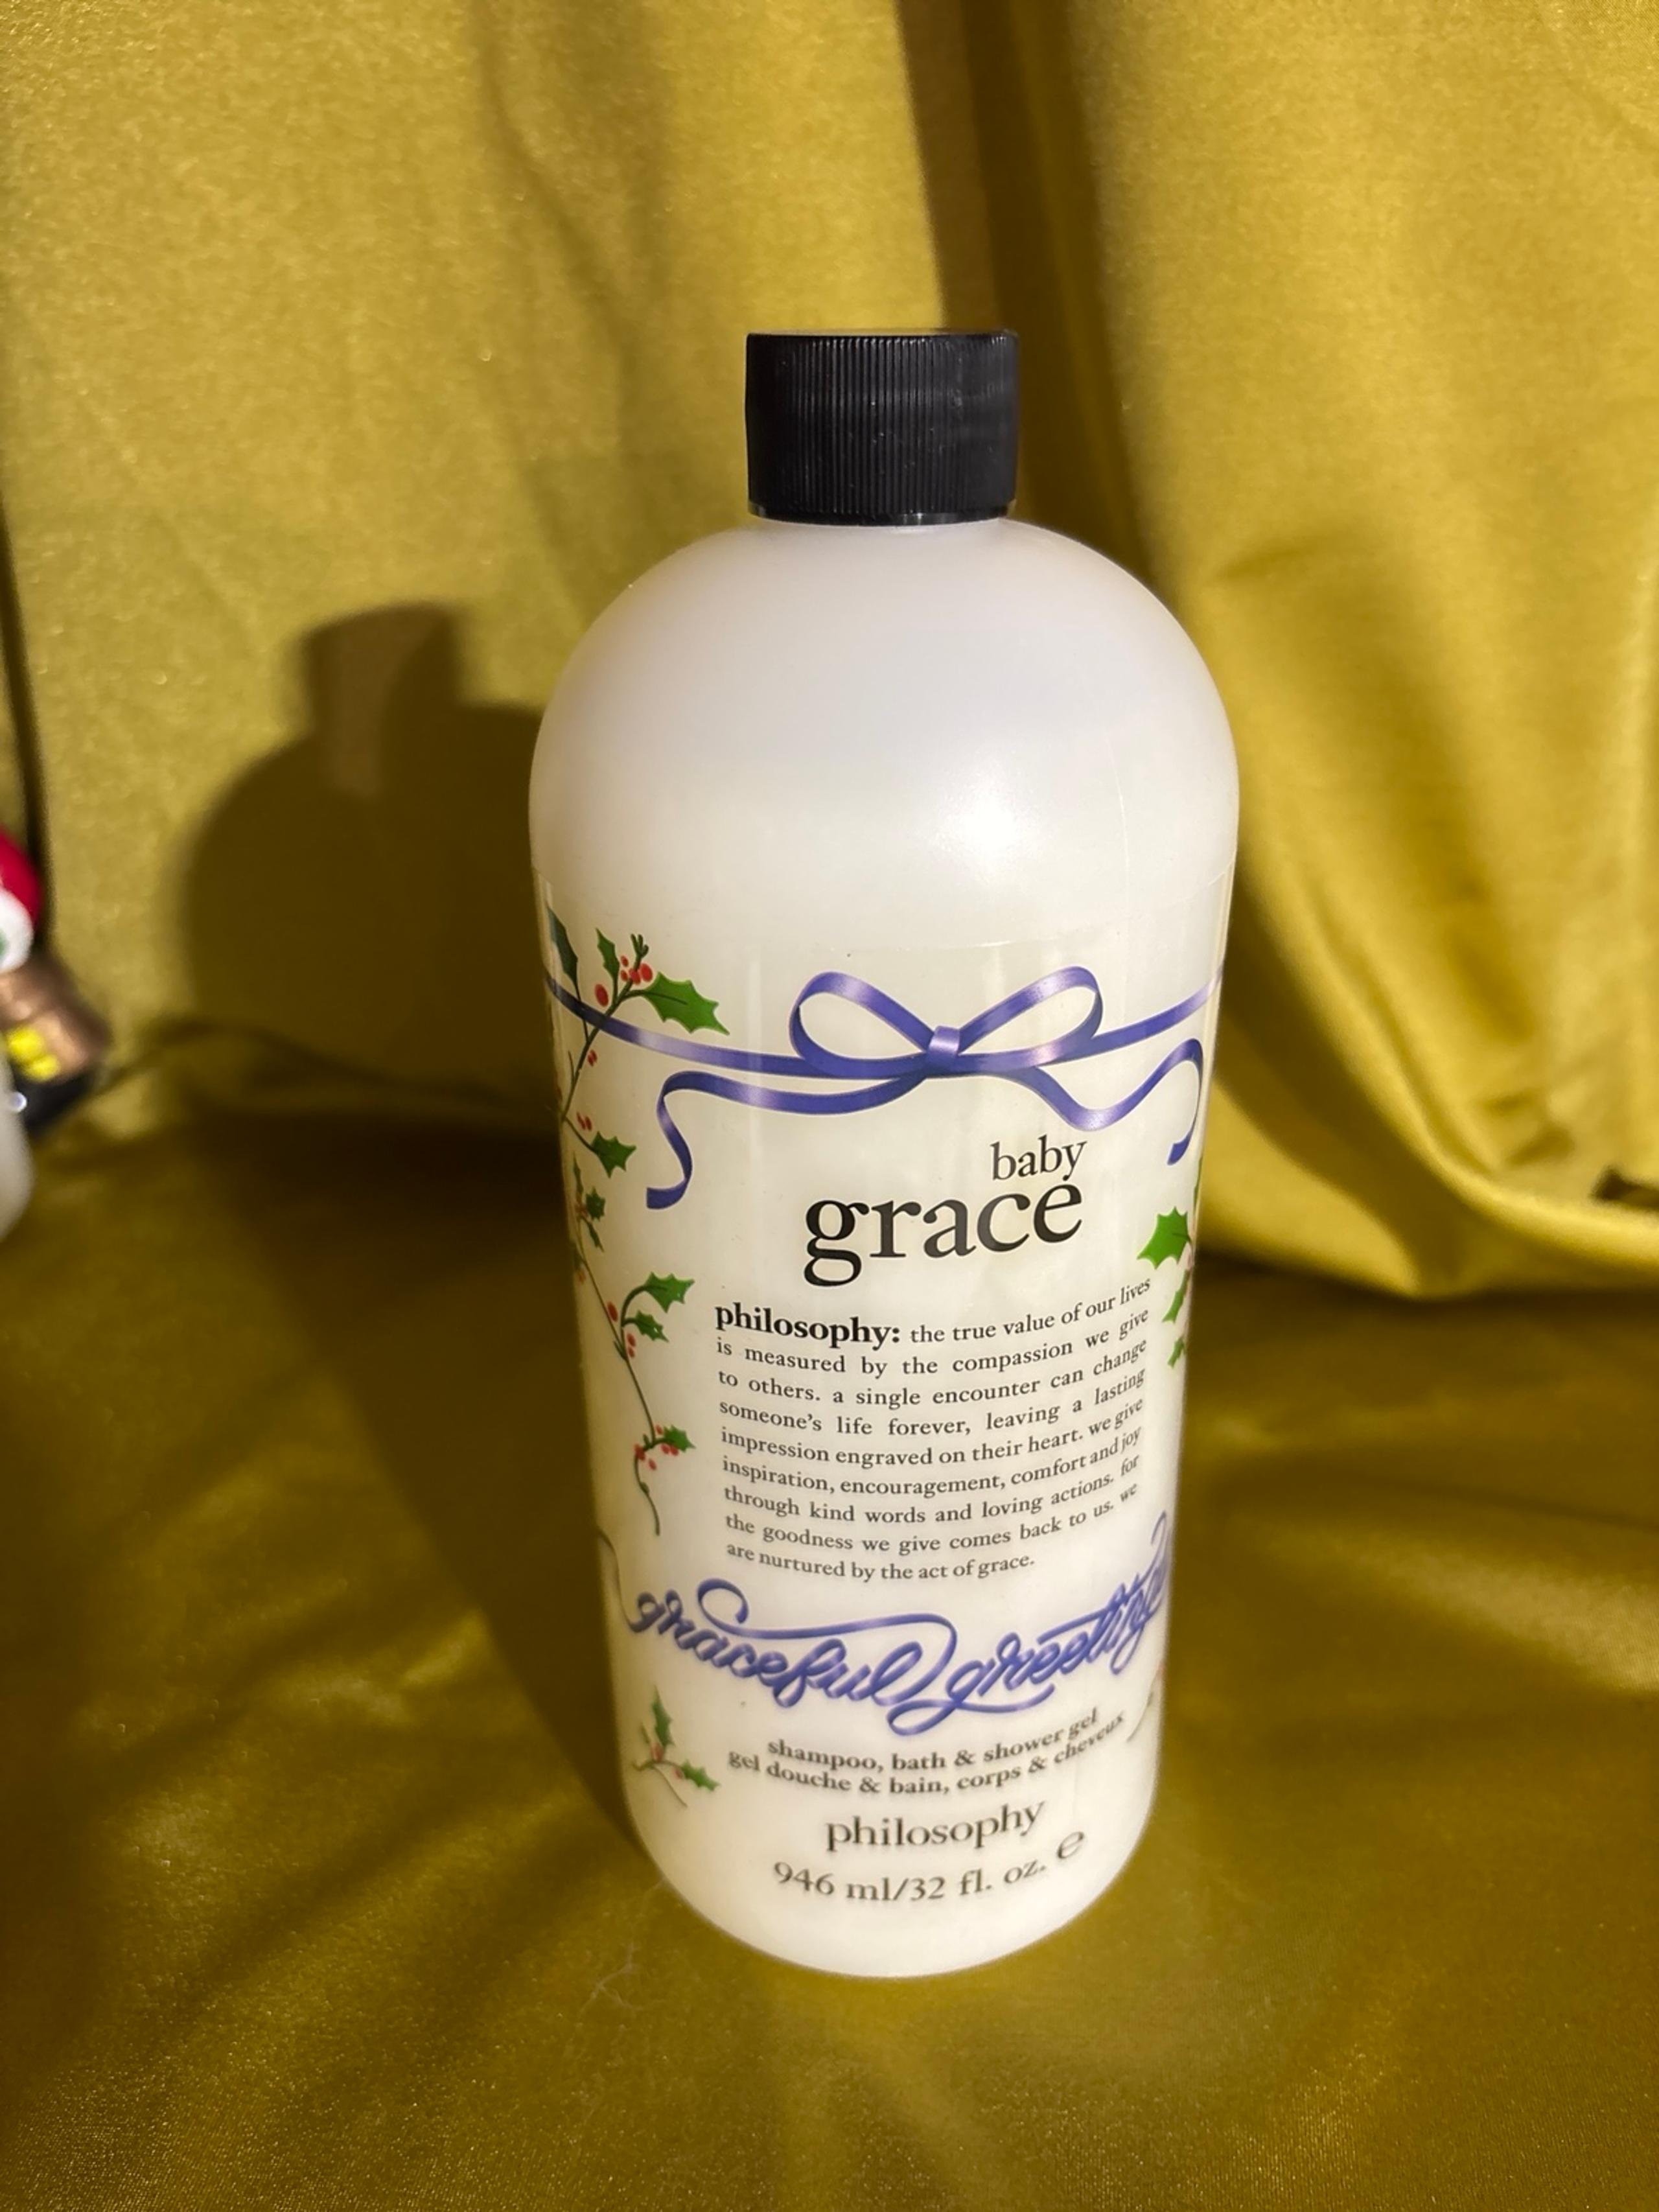 baby
grace
philosophy: the true value of our lives
is measured by the compassion we give
to others. a single encounter can change
someone's life forever, leaving a lasting
impression engraved on their heart. we give
inspiration, encouragement, comfort and joy
through kind words and loving actions. for
the goodness we give comes back to us. we
are nurtured by the act of grace.
graceful greetings
shampoo, bath & shower gel
gel douche & bain, corps & cheveux
philosophy
946 ml/32 fl. oz. e